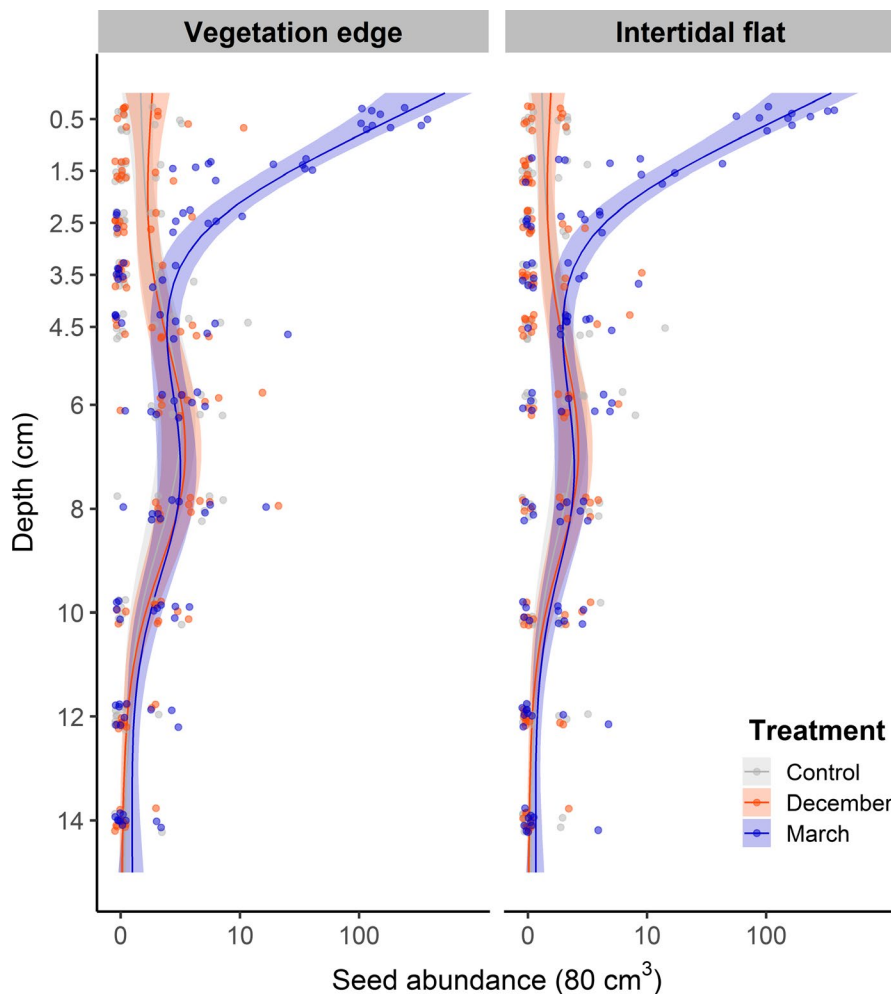 Vegetation edge
Intertidal flat
0.5
1.5
2.5
3.5
4.5
6
8
10
12
14
Depth (cm)
Treatment
Control
December
March
0 10 100
0 10 100
Seed abundance (80 cm³)